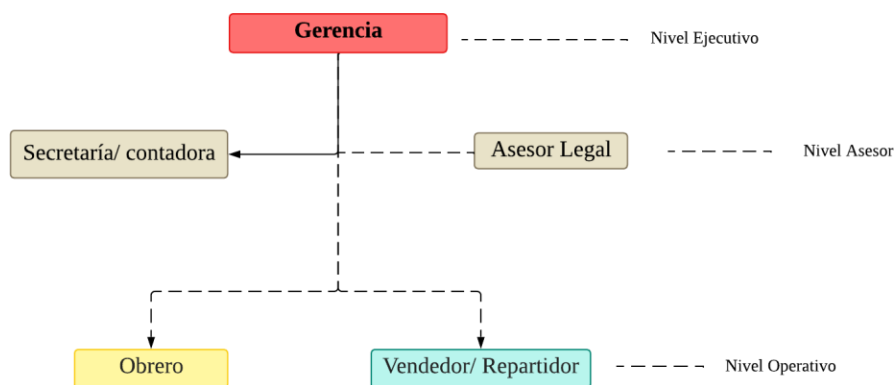 Gerencia
Nivel Ejecutivo
Secretaría/ contadora
Asesor Legal
Nivel Asesor
Obrero
Vendedor/ Repartidor
Nivel Operativo